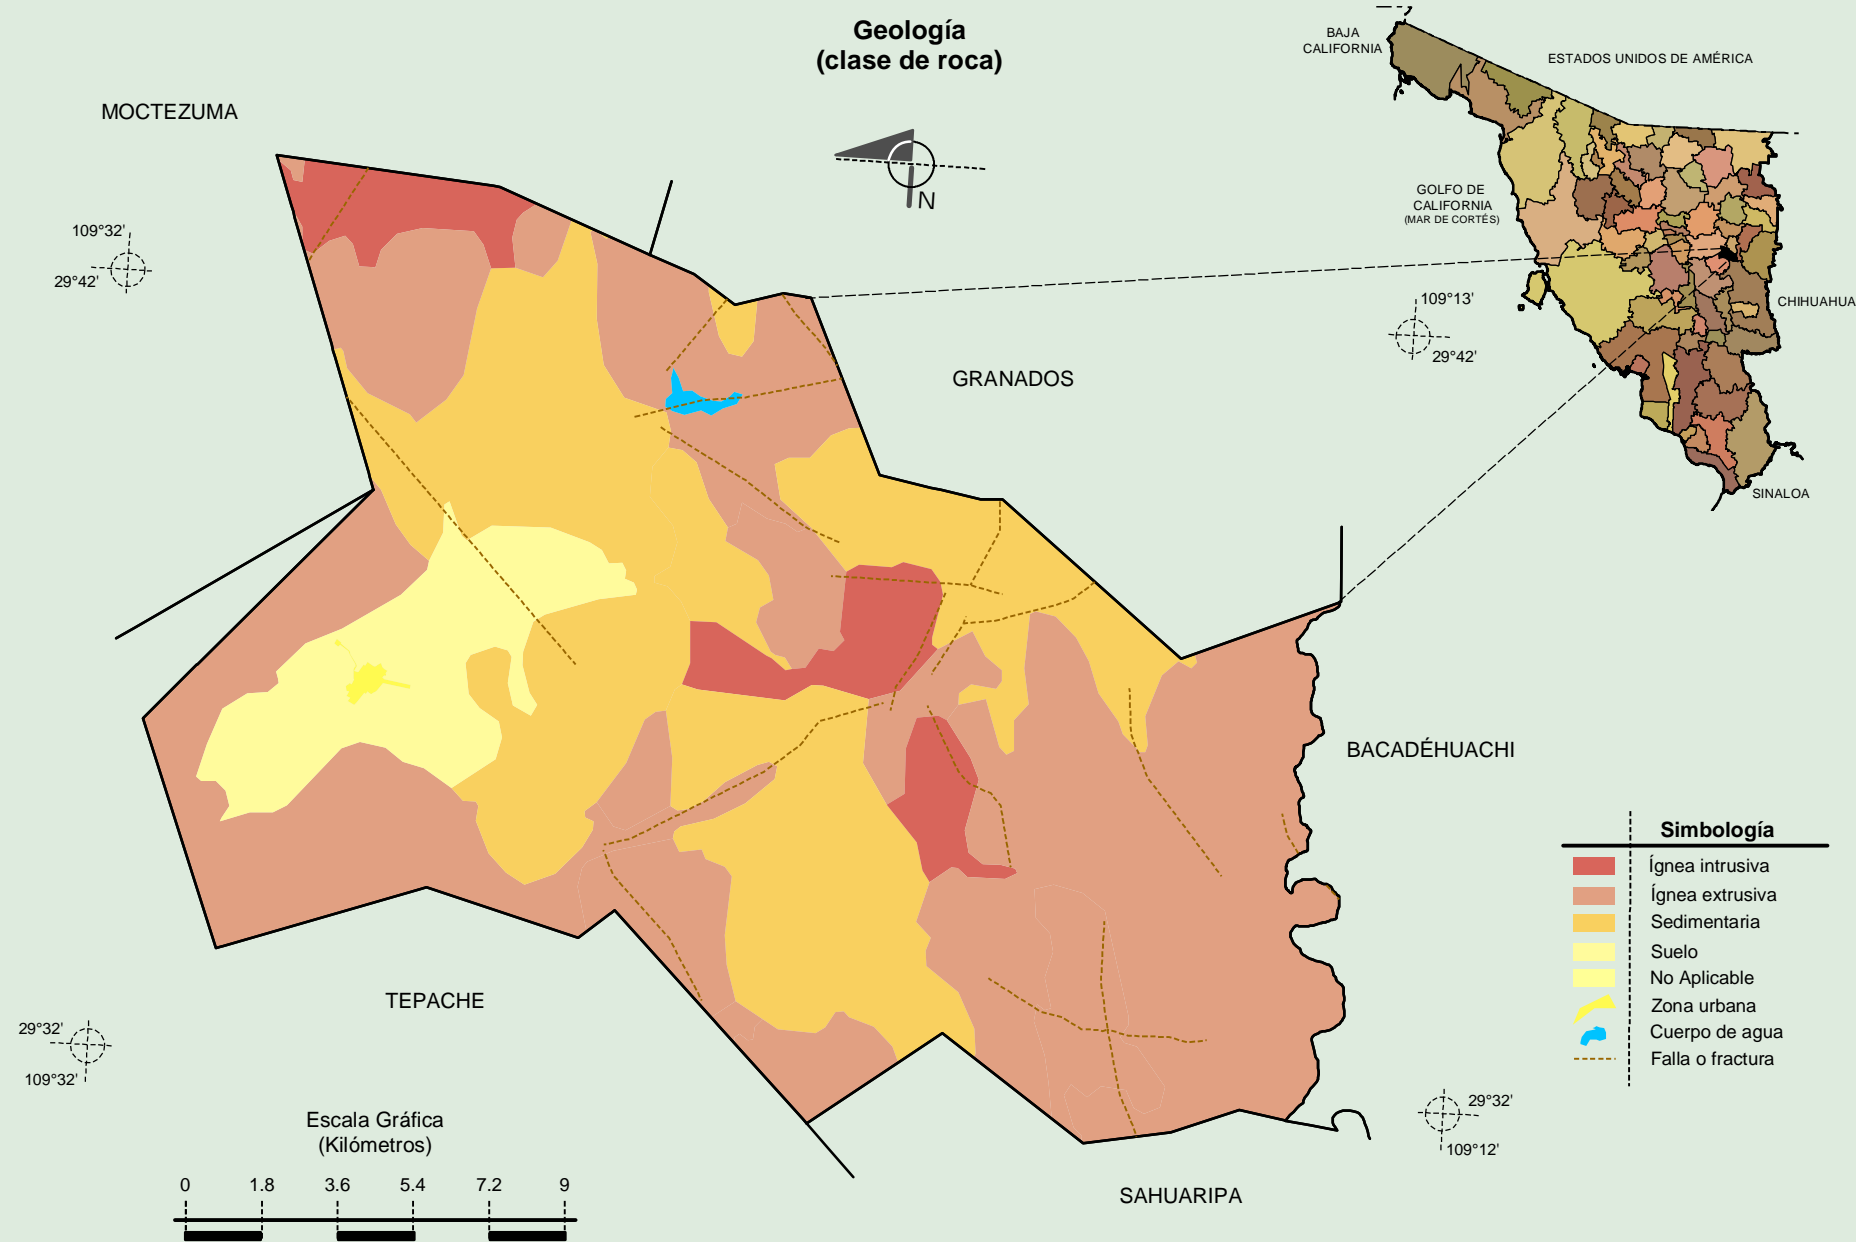 Geología
(clase de roca)
BAJA
CALIFORNIA
ESTADOS UNIDOS DE AMÉRICA
MOCTEZUMA
N
GOLFO DE
CALIFORNIA
(MAR DE CORTÉS)
109°32'
29°42'
109°13'
29°42'
CHIHUAHUA
GRANADOS
SINALOA
BACADÉHUACHI
Simbología
Ígnea intrusiva
Ígnea extrusiva
Sedimentaria
Suelo
No Aplicable
Zona urbana
Cuerpo de agua
Falla o fractura
TEPACHE
29°32'
109°32'
29°32'
109°12'
Escala Gráfica
(Kilómetros)
0 1.8 3.6 5.4 7.2 9
SAHUARIPA